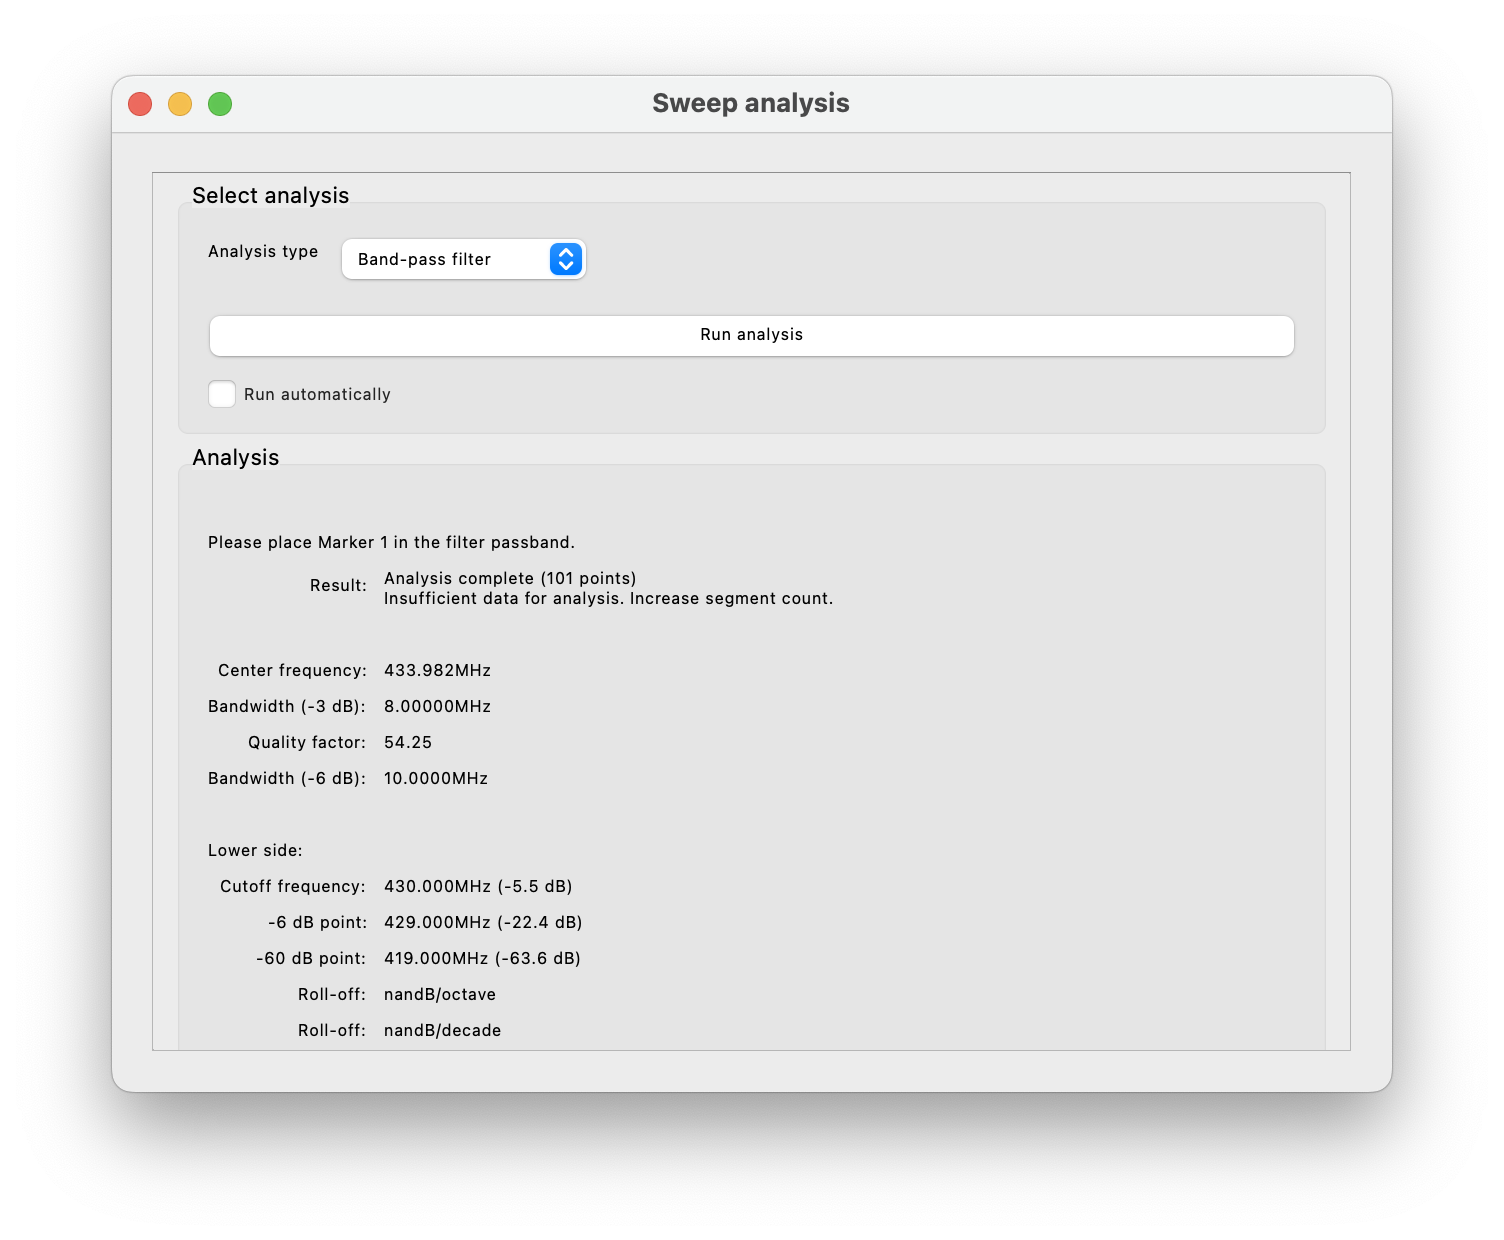 Sweep analysis
Select analysis
Analysis type Band-pass filter
Run analysis
Run automatically
Analysis
Please place Marker 1 in the filter passband.
Result: Analysis complete (101 points)
Insufficient data for analysis. Increase segment count.
Center frequency: 433.982MHz
Bandwidth (-3 dB): 8.00000MHz
Quality factor: 54.25
Bandwidth (-6 dB): 10.0000MHz
Lower side:
Cutoff frequency: 430.000MHz (-5.5 dB)
-6 dB point: 429.000MHz (-22.4 dB)
-60 dB point: 419.000MHz (-63.6 dB)
Roll-off: nandB/octave
Roll-off: nandB/decade